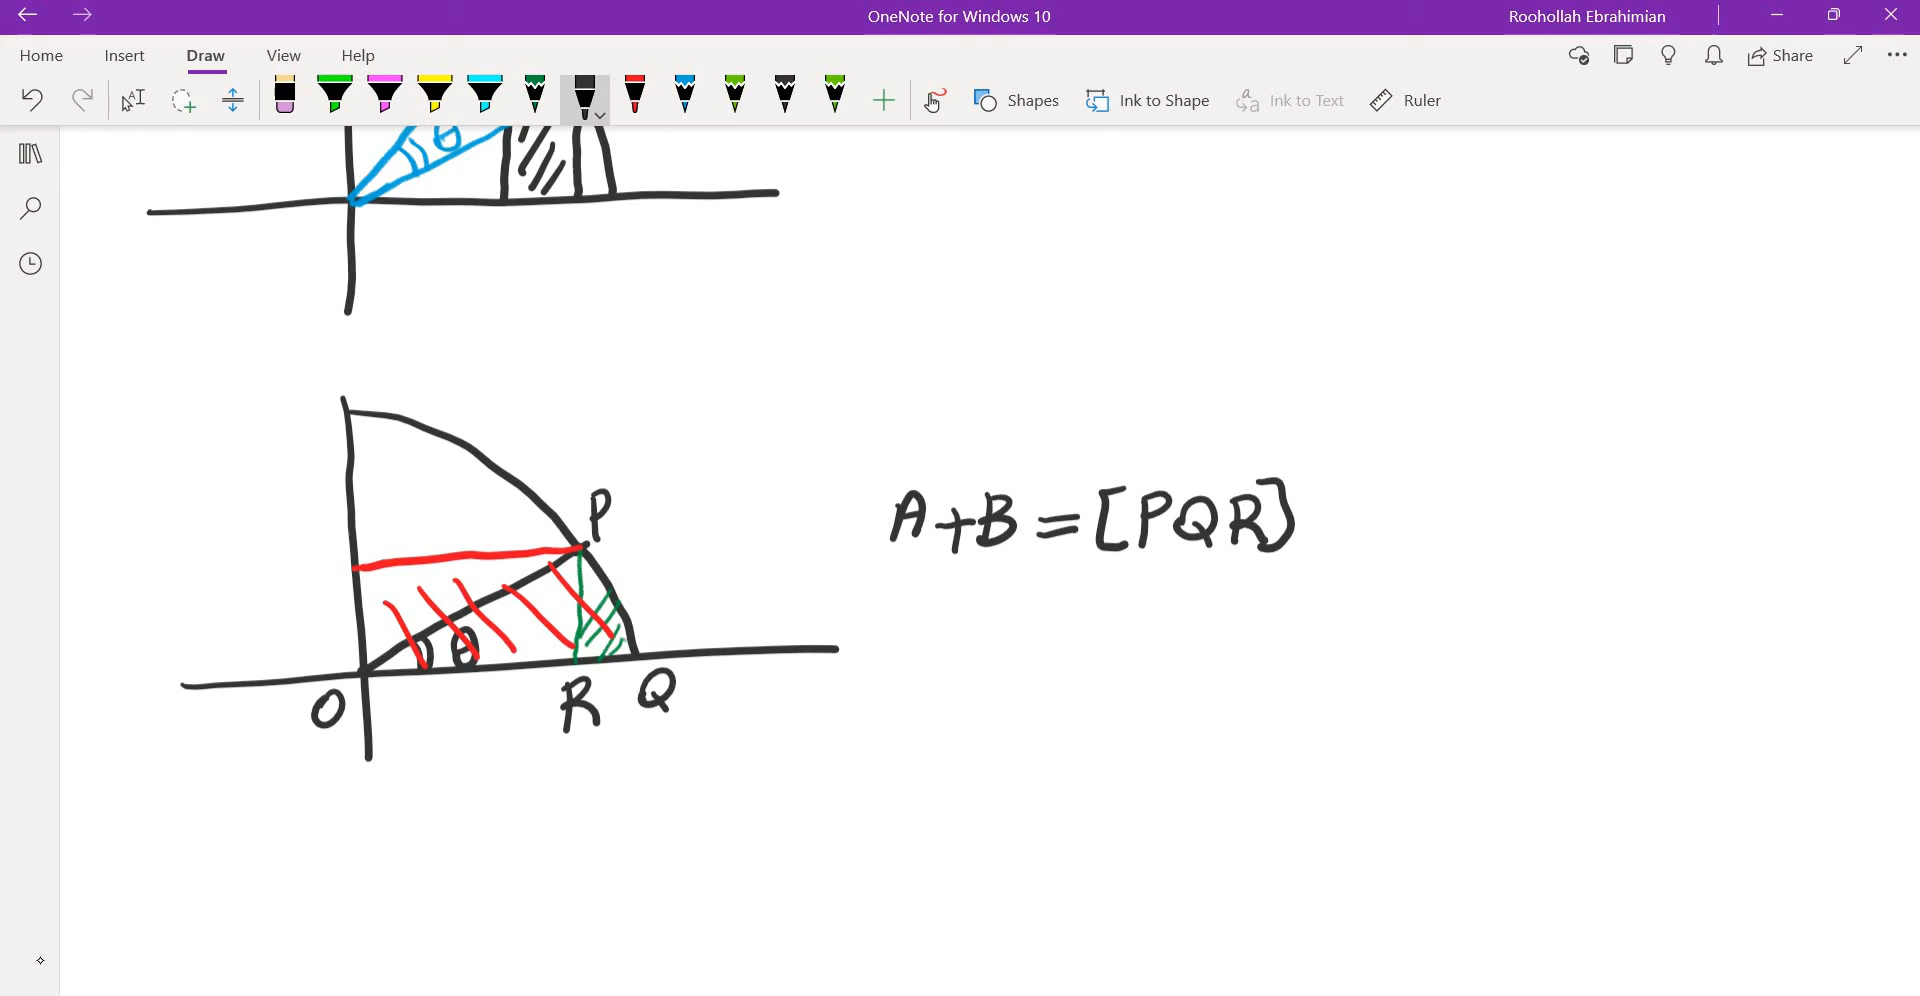 OneNote for Windows 10
Roohollah Ebrahimian
Home Insert Draw View Help
Share
Shapes Ink to Shape Ink to Text Ruler
θ
P
A+B=[PQR]
θ
O
R Q